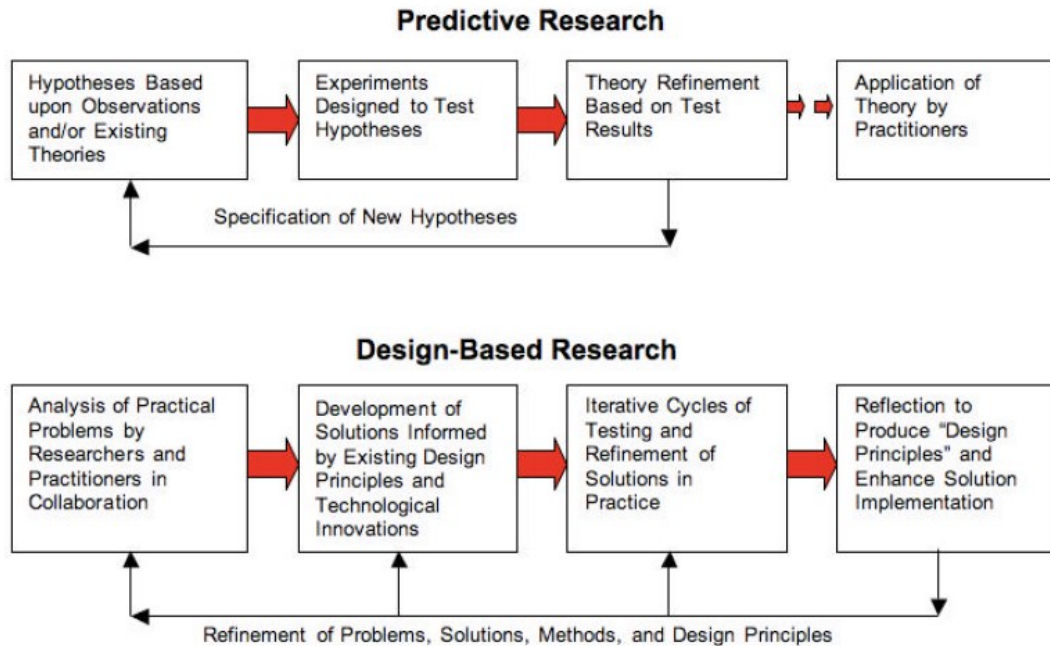 Predictive Research
Hypotheses Based
upon Observations
and/or Existing
Theories
Experiments
Designed to Test
Hypotheses
Theory Refinement
Based on Test
Results
Application of
Theory by
Practitioners
Specification of New Hypotheses
Design-Based Research
Analysis of Practical
Problems by
Researchers and
Practitioners in
Collaboration
Development of
Solutions Informed
by Existing Design
Principles and
Technological
Innovations
Iterative Cycles of
Testing and
Refinement of
Solutions in
Practice
Reflection to
Produce “Design
Principles” and
Enhance Solution
Implementation
Refinement of Problems, Solutions, Methods, and Design Principles